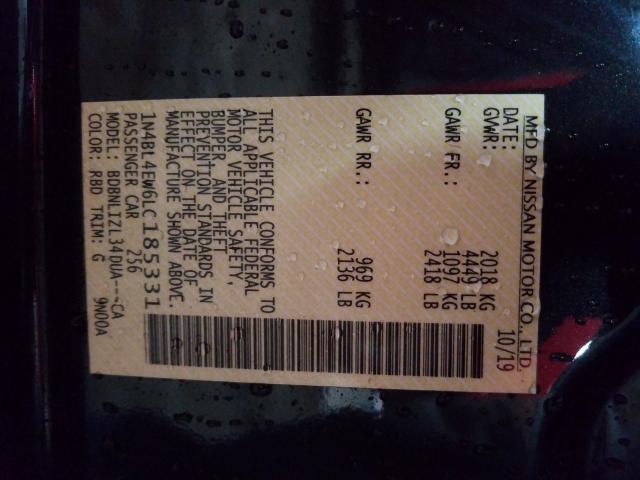 MFD BY NISSAN MOTOR CO., LTD.
DATE: 10/19
GVWR: 2018 KG
4449 LB
GAWR FR.: 1097 KG
2418 LB
GAWR RR.: 969 KG
2136 LB
THIS VEHICLE CONFORMS TO
ALL APPLICABLE FEDERAL
MOTOR VEHICLE SAFETY,
BUMPER, AND THEFT
PREVENTION STANDARDS IN
EFFECT ON THE DATE OF
MANUFACTURE SHOWN ABOVE.
1N4BL4EW6LC185331
PASSENGER CAR 256
MODEL: BDBNLIZL34DUA---CA
COLOR: RBD TRIM: G 9N00A